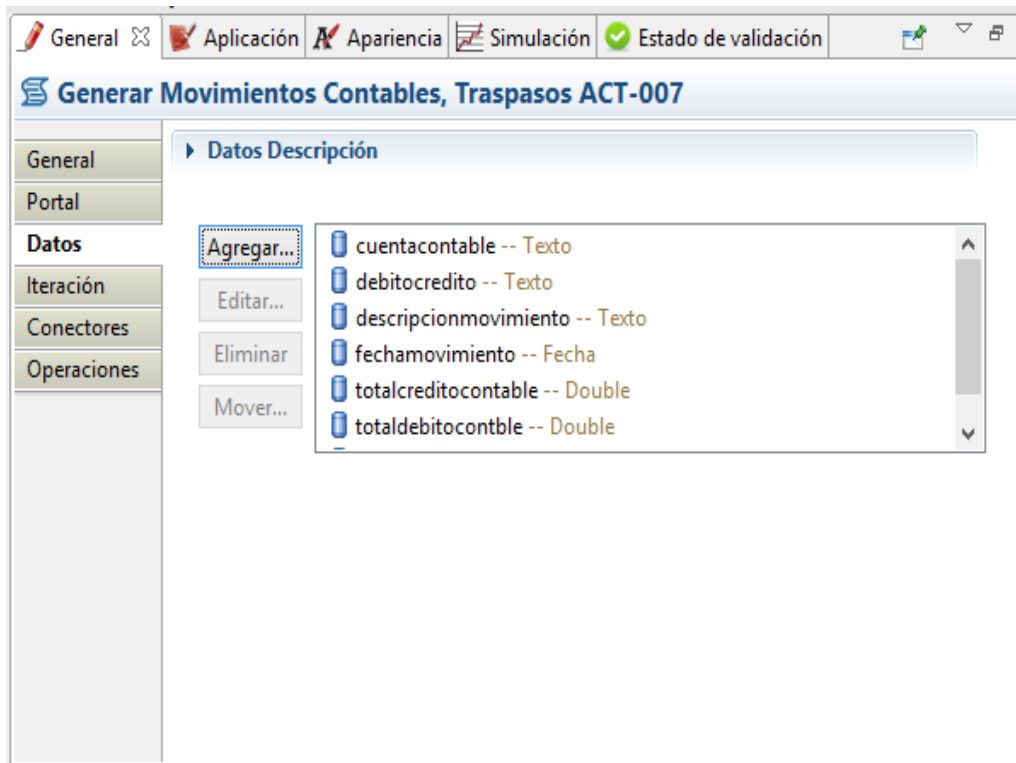 General Aplicación Apariencia Simulación Estado de validación
Generar Movimientos Contables, Traspasos ACT-007
General
Portal
Datos
Iteración
Conectores
Operaciones
Datos Descripción
Agregar...
Editar...
Eliminar
Mover...
cuentacontable -- Texto
debitocredito -- Texto
descripcionmovimiento -- Texto
fechamovimiento -- Fecha
totalcreditocontable -- Double
totaldebitocontble -- Double